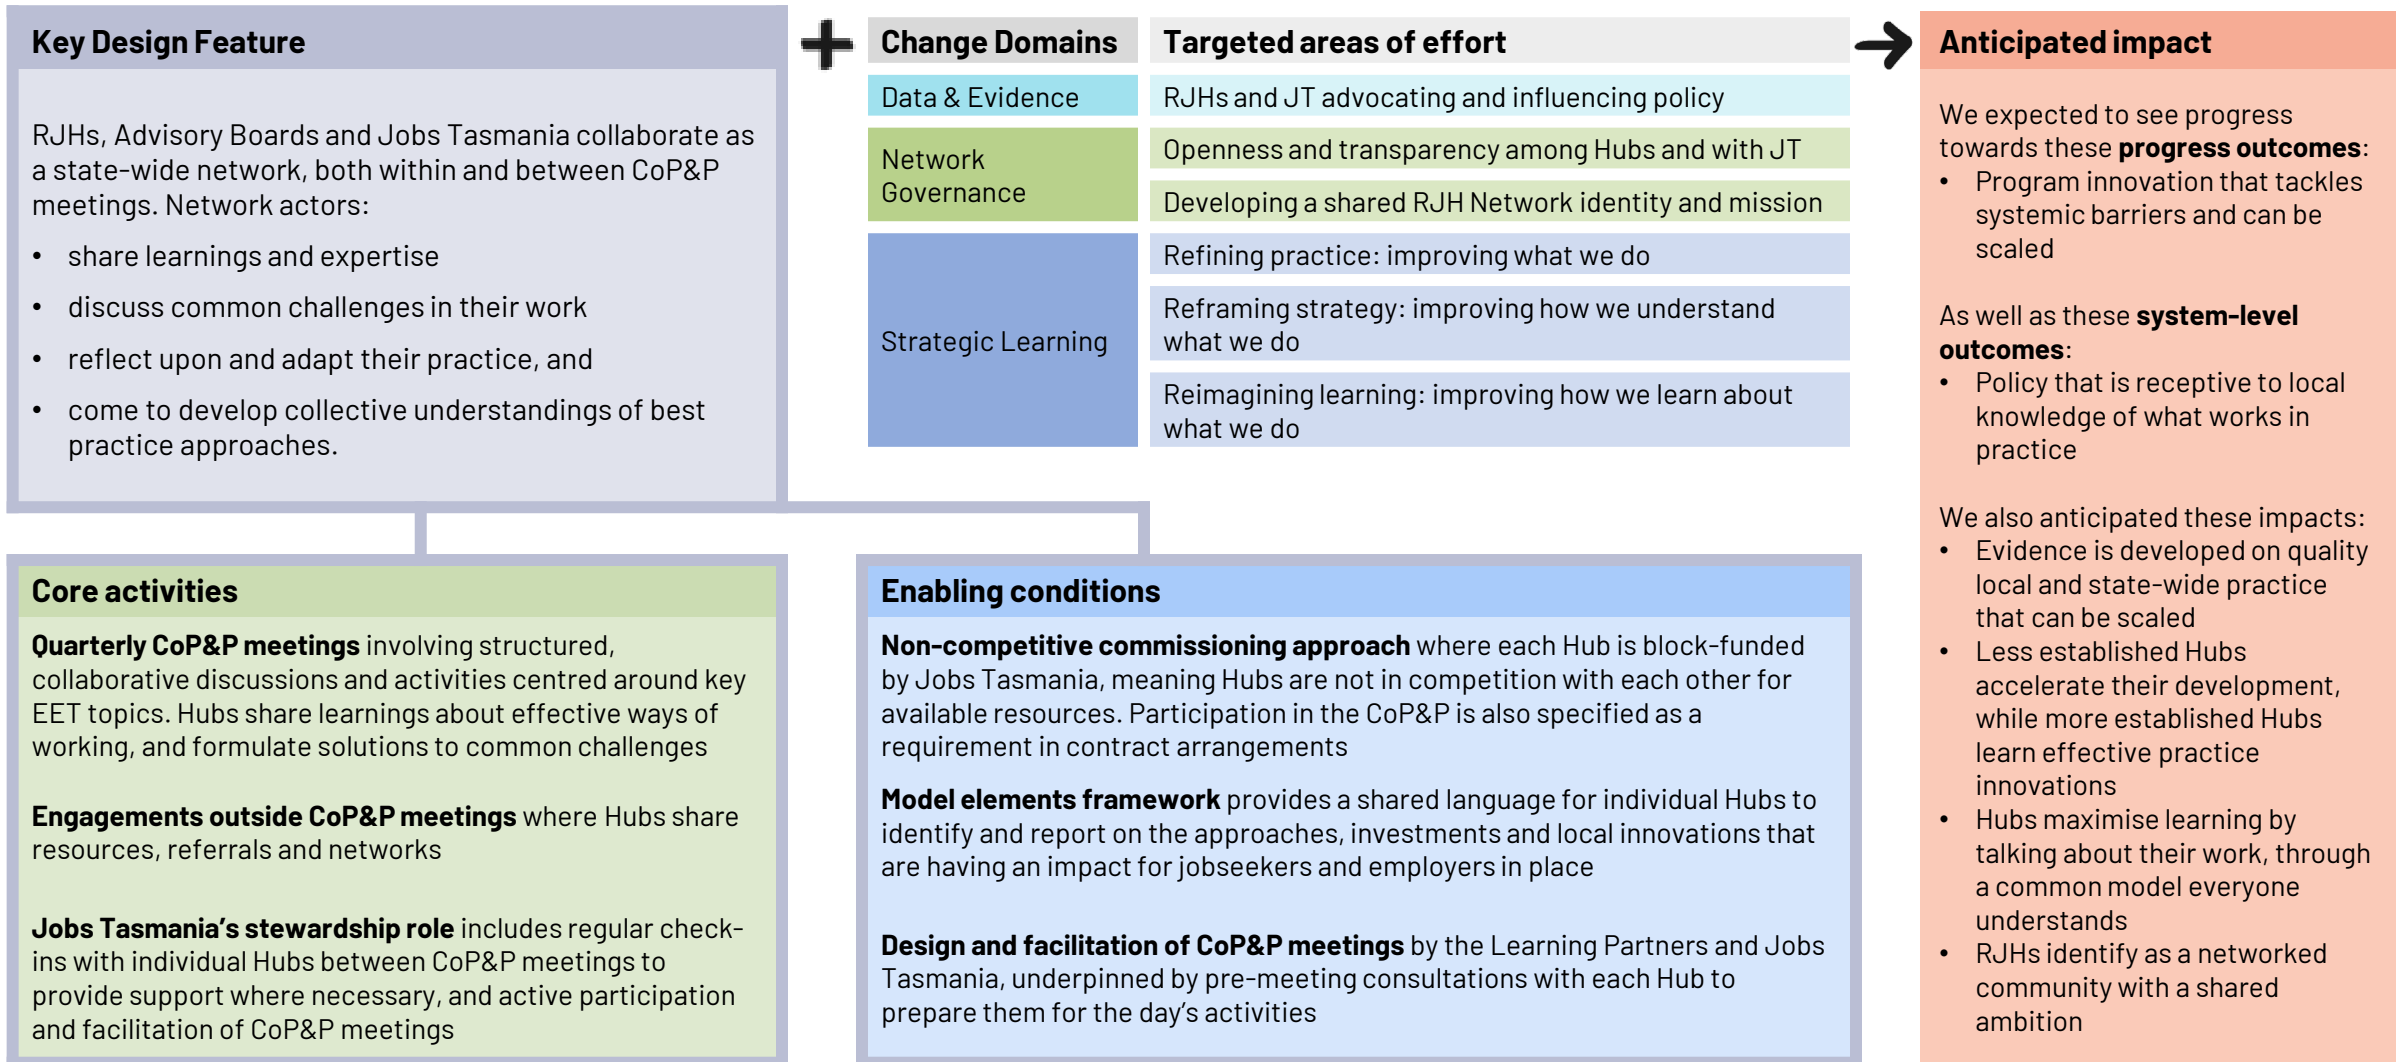 Key Design Feature
RJHs, Advisory Boards and Jobs Tasmania collaborate as
a state-wide network, both within and between CoP&P
meetings. Network actors:
• share learnings and expertise
• discuss common challenges in their work
• reflect upon and adapt their practice, and
• come to develop collective understandings of best
practice approaches.
Change Domains
Targeted areas of effort
Data & Evidence
RJHs and JT advocating and influencing policy
Network
Governance
Openness and transparency among Hubs and with JT
Developing a shared RJH Network identity and mission
Strategic Learning
Refining practice: improving what we do
Reframing strategy: improving how we understand
what we do
Reimagining learning: improving how we learn about
what we do
Anticipated impact
We expected to see progress
towards these progress outcomes:
• Program innovation that tackles
systemic barriers and can be
scaled
As well as these system-level
outcomes:
• Policy that is receptive to local
knowledge of what works in
practice
We also anticipated these impacts:
• Evidence is developed on quality
local and state-wide practice
that can be scaled
• Less established Hubs
accelerate their development,
while more established Hubs
learn effective practice
innovations
• Hubs maximise learning by
talking about their work, through
a common model everyone
understands
• RJHs identify as a networked
community with a shared
ambition
Core activities
Quarterly CoP&P meetings involving structured,
collaborative discussions and activities centred around key
EET topics. Hubs share learnings about effective ways of
working, and formulate solutions to common challenges
Engagements outside CoP&P meetings where Hubs share
resources, referrals and networks
Jobs Tasmania's stewardship role includes regular check-
ins with individual Hubs between CoP&P meetings to
provide support where necessary, and active participation
and facilitation of CoP&P meetings
Enabling conditions
Non-competitive commissioning approach where each Hub is block-funded
by Jobs Tasmania, meaning Hubs are not in competition with each other for
available resources. Participation in the CoP&P is also specified as a
requirement in contract arrangements
Model elements framework provides a shared language for individual Hubs to
identify and report on the approaches, investments and local innovations that
are having an impact for jobseekers and employers in place
Design and facilitation of CoP&P meetings by the Learning Partners and Jobs
Tasmania, underpinned by pre-meeting consultations with each Hub to
prepare them for the day's activities